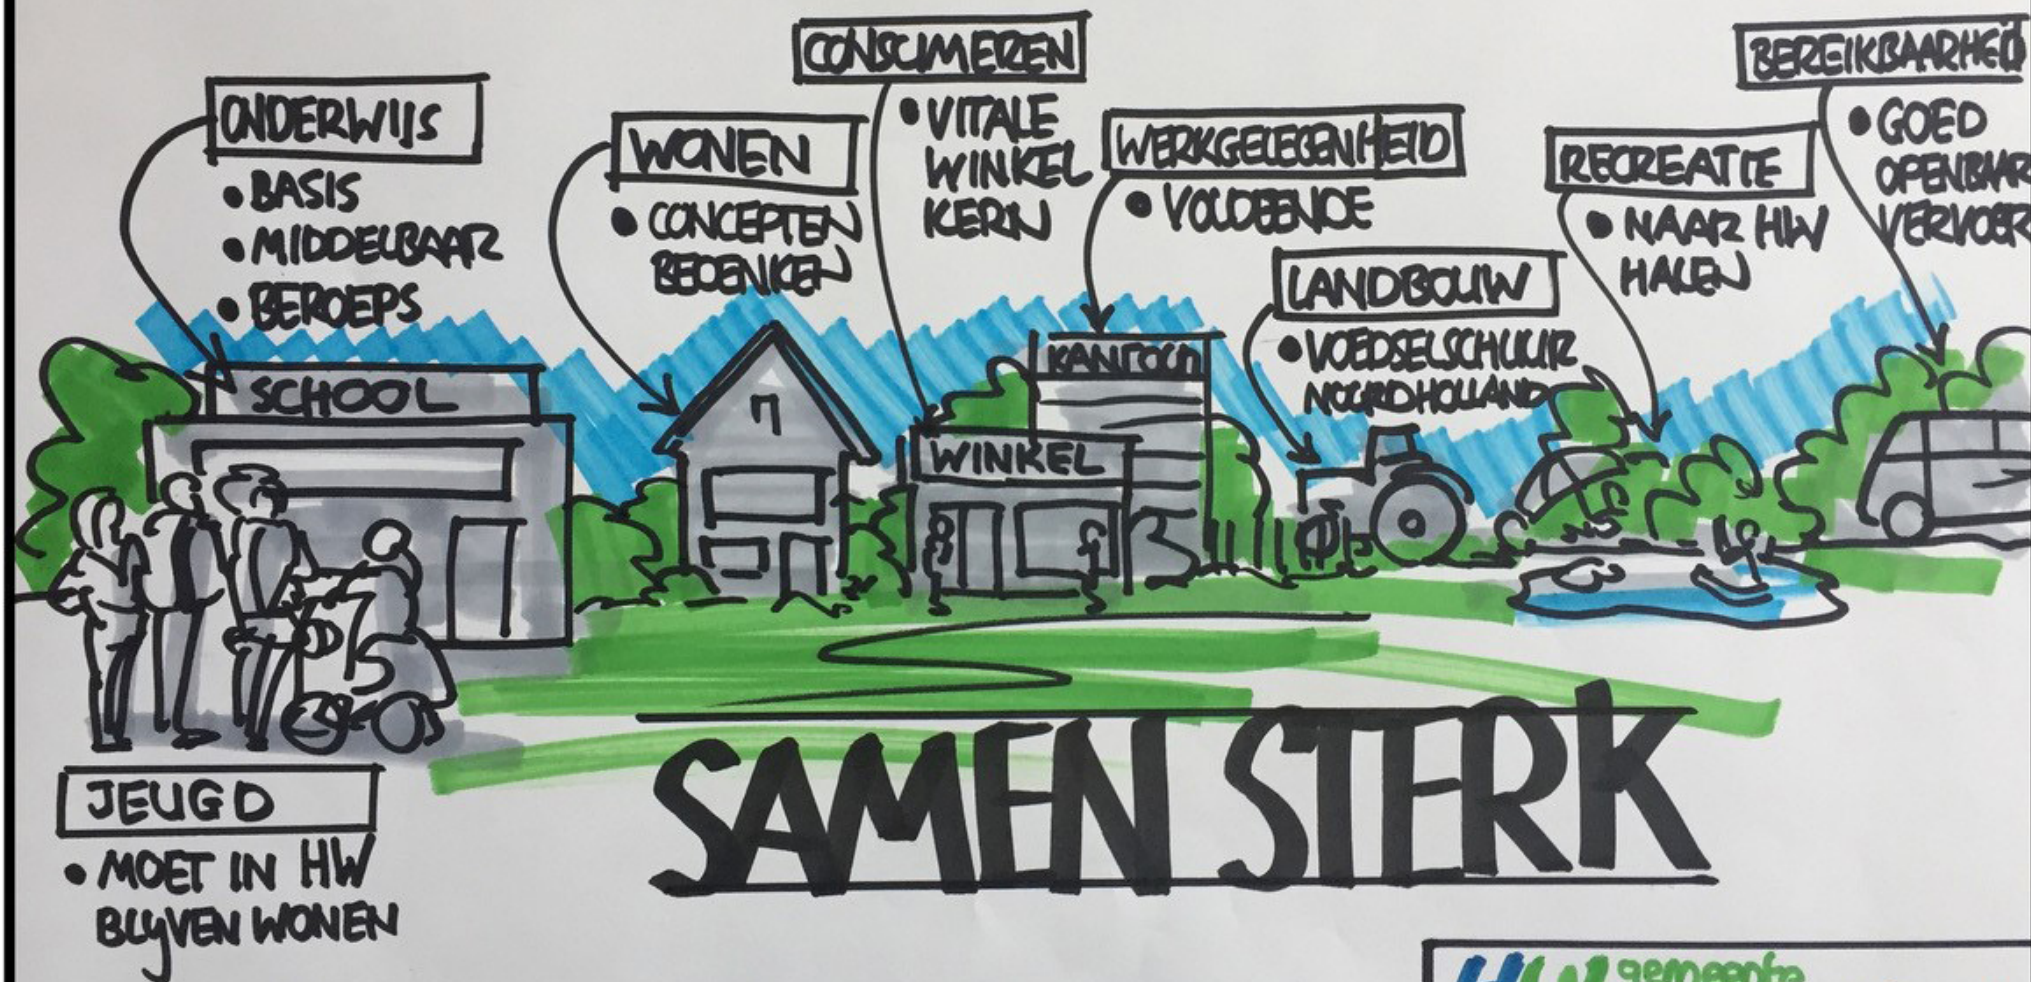 CONSUMEREN
• VITALE
WINKEL
KERN
BEREIKBAARHEID
• GOED
OPENBAAR
VERVOER
ONDERWIJS
• BASIS
• MIDDELBAAR
• BEROEPS
WONEN
• CONCEPTEN
BEDENKEN
WERKGELEGENHEID
• VOLDOENDE
RECREATIE
• NAAR HW
HALEN
LANDBOUW
• VOEDSELSCHUUR
NOORDHOLLAND
SCHOOL
KANTOOR
WINKEL
SAMEN STERK
JEUGD
• MOET IN HW
BLIJVEN WONEN
HW gemeente